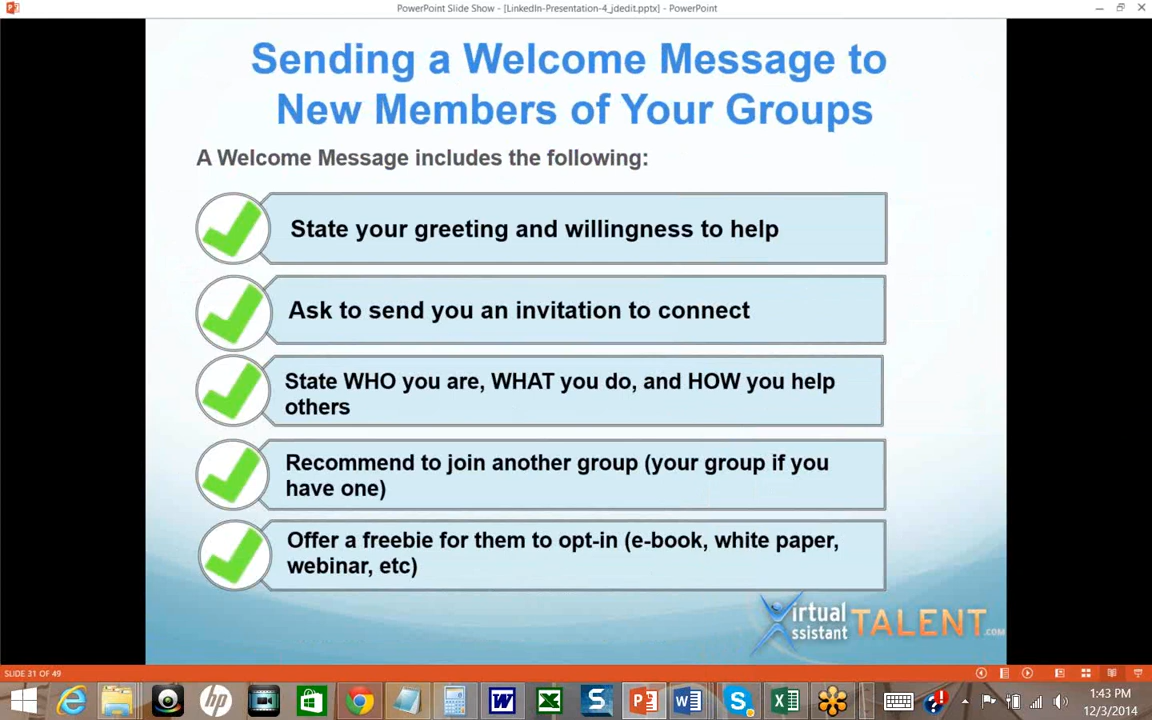 PowerPoint Slide Show - [LinkedIn-Presentation-4_jdedit.pptx] - PowerPoint
Sending a Welcome Message to
New Members of Your Groups
A Welcome Message includes the following:
State your greeting and willingness to help
Ask to send you an invitation to connect
State WHO you are, WHAT you do, and HOW you help
others
Recommend to join another group (your group if you
have one)
Offer a freebie for them to opt-in (e-book, white paper,
webinar, etc)
Virtual
Assistant TALENT.com
SLIDE 31 OF 49
1:43 PM
12/3/2014